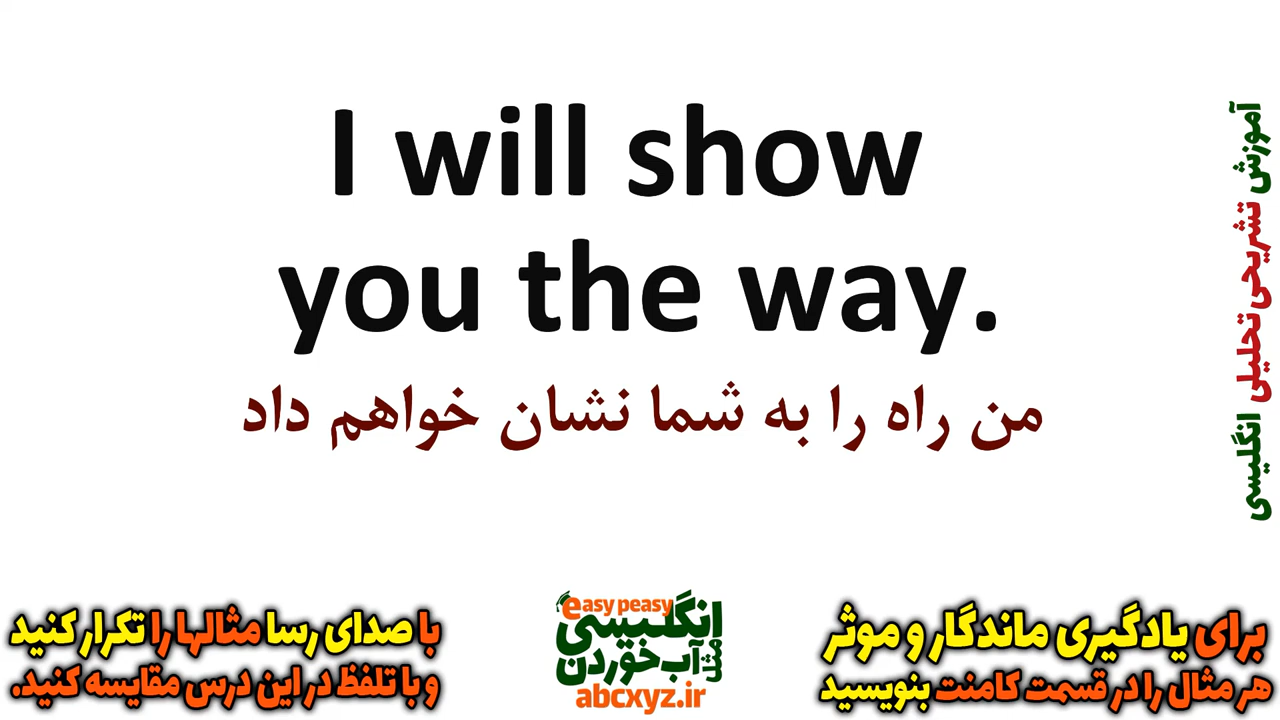 I will show
you the way.
من راه را به شما نشان خواهم داد
آموزش تشریحی تحلیلی انگلیسی
با صدای رسا مثالها را تکرار کنید
و با تلفظ در این درس مقایسه کنید.
easy peasy
انگلیسی
مثل آب خوردن
abcxyz.ir
برای یادگیری ماندگار و موثر
هر مثال را در قسمت کامنت بنویسید